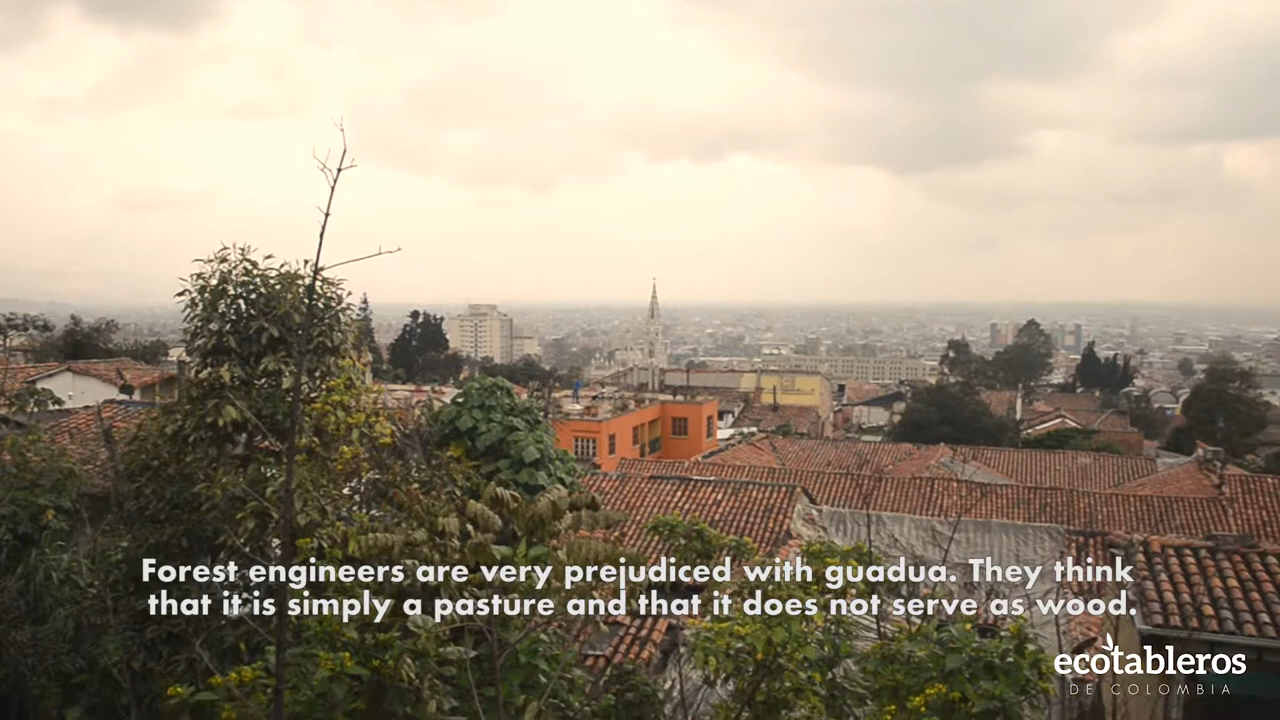 Forest engineers are very prejudiced with guadua. They think
that it is simply a pasture and that it does not serve as wood.
ecotableros
DE COLOMBIA